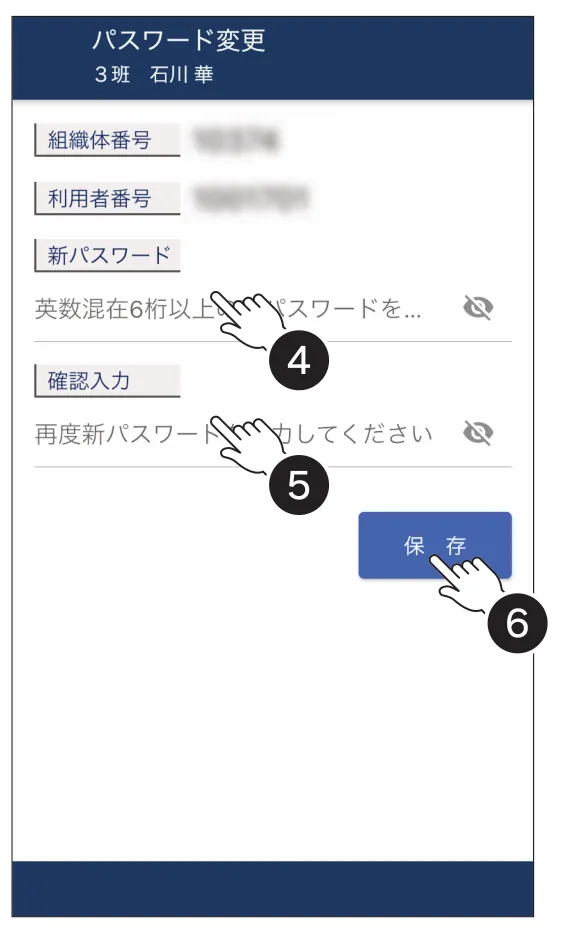 パスワード変更
3班 石川 華
組織体番号
利用者番号
新パスワード
英数混在6桁以上の パスワードを...
4
確認入力
再度新パスワード 力してください
5
保 存
6